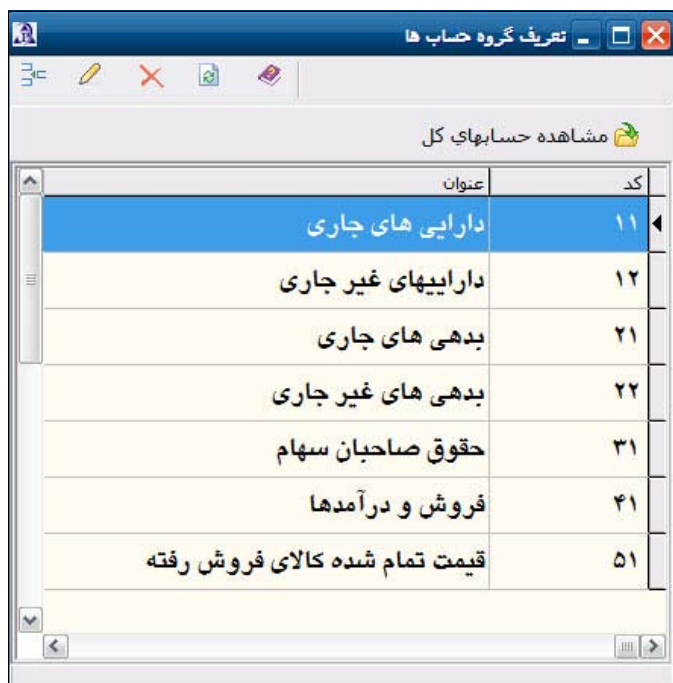 تعریف گروه حساب ها
مشاهده حسابهاي کل
کد عنوان
۱۱ دارایی های جاری
۱۲ داراییهای غیر جاری
۲۱ بدهی های جاری
۲۲ بدهی های غیر جاری
۳۱ حقوق صاحبان سهام
۴۱ فروش و درآمدها
۵۱ قیمت تمام شده کالای فروش رفته